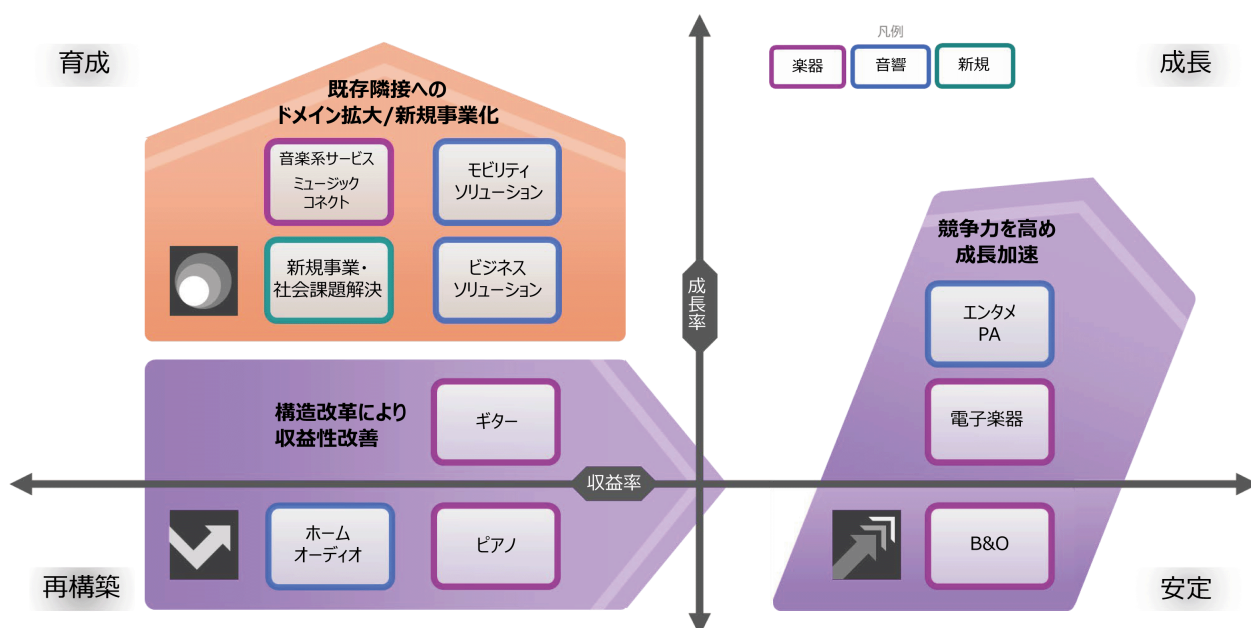 育成
凡例
楽器
音響
新規
成長
既存隣接への
ドメイン拡大/新規事業化
音楽系サービス
ミュージック
コネクト
モビリティ
ソリューション
新規事業・
社会課題解決
ビジネス
ソリューション
成長率
競争力を高め
成長加速
エンタメ
PA
電子楽器
構造改革により
収益性改善
ギター
収益率
ホーム
オーディオ
ピアノ
B&O
再構築
安定